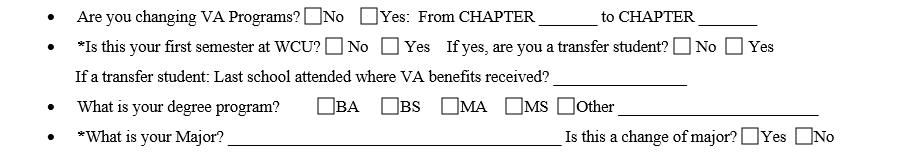 • Are you changing VA Programs? ☐No ☐Yes: From CHAPTER _______ to CHAPTER _______
• *Is this your first semester at WCU? ☐ No ☐ Yes If yes, are you a transfer student? ☐ No ☐ Yes
If a transfer student: Last school attended where VA benefits received? ________________
• What is your degree program? ☐BA ☐BS ☐MA ☐MS ☐Other ________________________
• *What is your Major? ________________________________________ Is this a change of major? ☐Yes ☐No